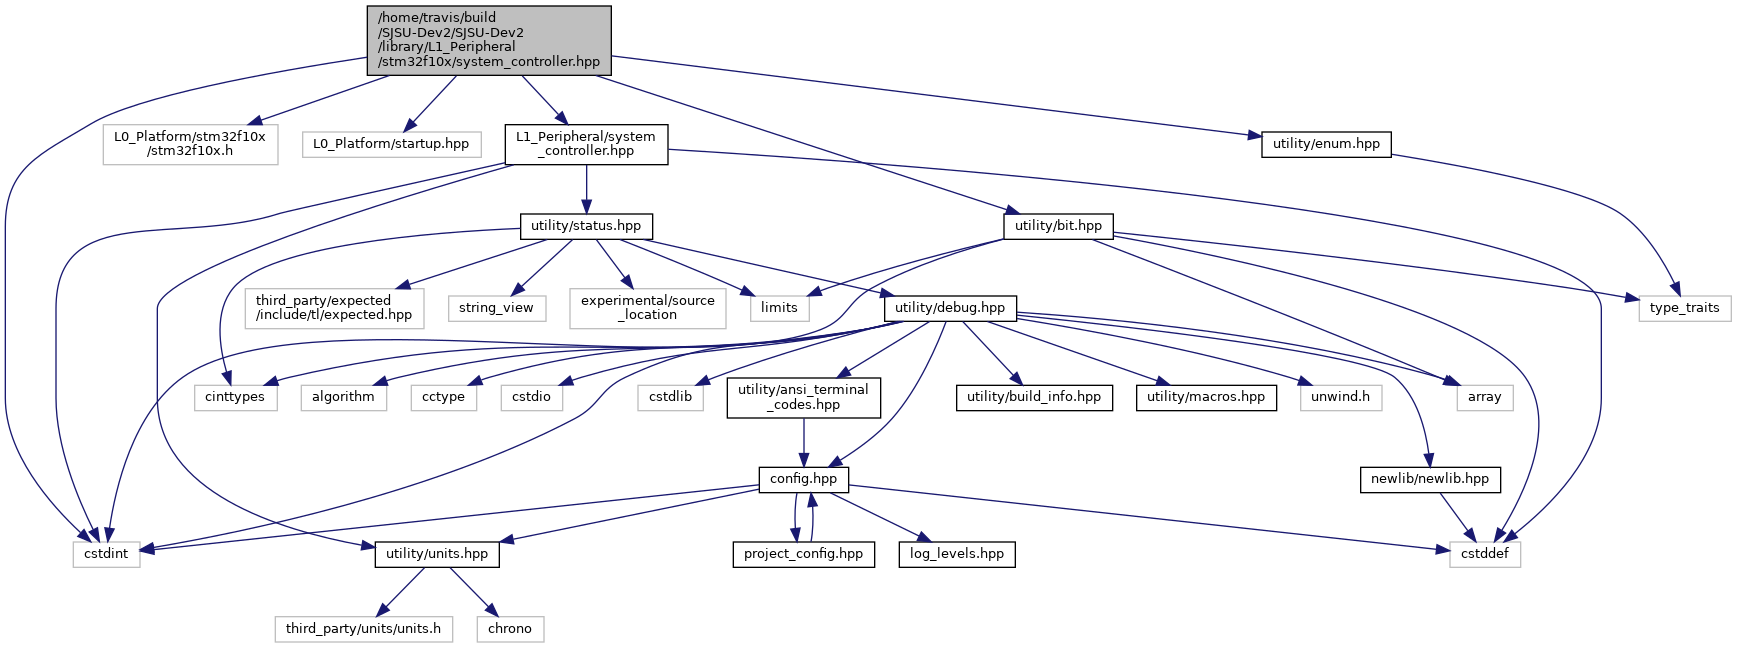 /home/travis/build
/SJSU-Dev2/SJSU-Dev2
/library/L1_Peripheral
/stm32f10x/system_controller.hpp
L0_Platform/stm32f10x
/stm32f10x.h
L0_Platform/startup.hpp
L1_Peripheral/system
_controller.hpp
utility/enum.hpp
utility/status.hpp
utility/bit.hpp
third_party/expected
/include/tl/expected.hpp
string_view
experimental/source
_location
limits
utility/debug.hpp
type_traits
cinttypes
algorithm
cctype
cstdio
cstdlib
utility/ansi_terminal
_codes.hpp
utility/build_info.hpp
utility/macros.hpp
unwind.h
array
config.hpp
newlib/newlib.hpp
cstdint
utility/units.hpp
project_config.hpp
log_levels.hpp
cstddef
third_party/units/units.h
chrono